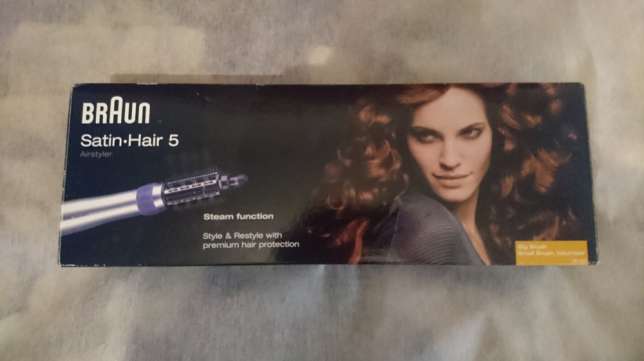 BRAUN
Satin•Hair 5
Airstyler
Steam function
Style & Restyle with
premium hair protection
Big Brush
Small Brush, Volumizer